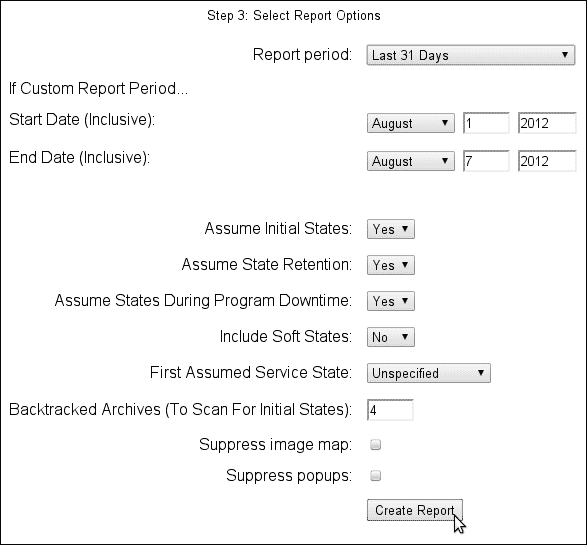 Step 3: Select Report Options
Report period: Last 31 Days
If Custom Report Period...
Start Date (Inclusive): August 1 2012
End Date (Inclusive): August 7 2012
Assume Initial States: Yes
Assume State Retention: Yes
Assume States During Program Downtime: Yes
Include Soft States: No
First Assumed Service State: Unspecified
Backtracked Archives (To Scan For Initial States): 4
Suppress image map:
Suppress popups:
Create Report